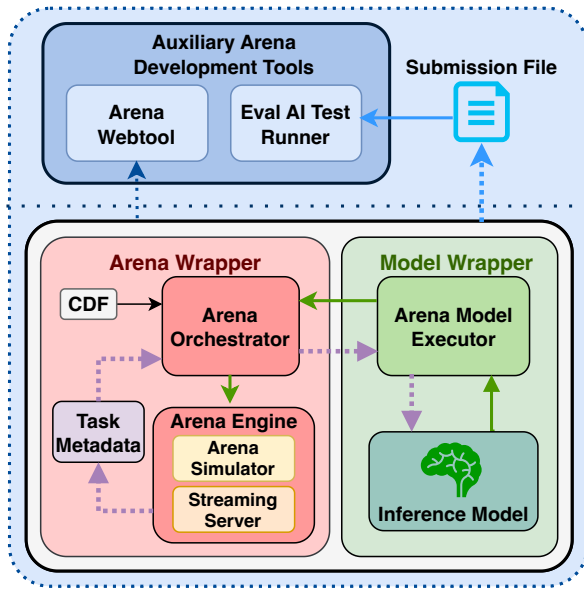 Auxiliary Arena
Development Tools
Submission File
Arena
Webtool
Eval AI Test
Runner
Arena Wrapper
Model Wrapper
CDF
Arena
Orchestrator
Arena Model
Executor
Task
Metadata
Arena Engine
Arena
Simulator
Streaming
Server
Inference Model